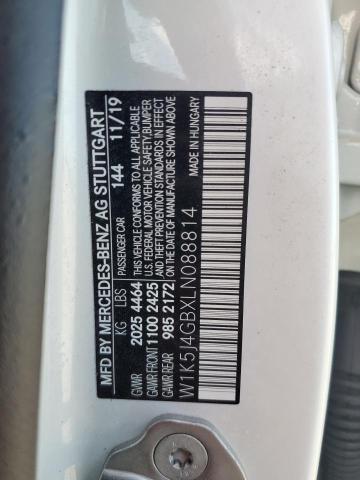 MFD BY MERCEDES-BENZ AG STUTTGART
PASSENGER CAR 144 11/19
KG LBS
GVWR 2025 4464
GAWR FRONT 1100 2425
GAWR REAR 985 2172
THIS VEHICLE CONFORMS TO ALL APPLICABLE
U.S. FEDERAL MOTOR VEHICLE SAFETY, BUMPER
AND THEFT PREVENTION STANDARDS IN EFFECT
ON THE DATE OF MANUFACTURE SHOWN ABOVE
MADE IN HUNGARY
W1K5J4GBXLN088814